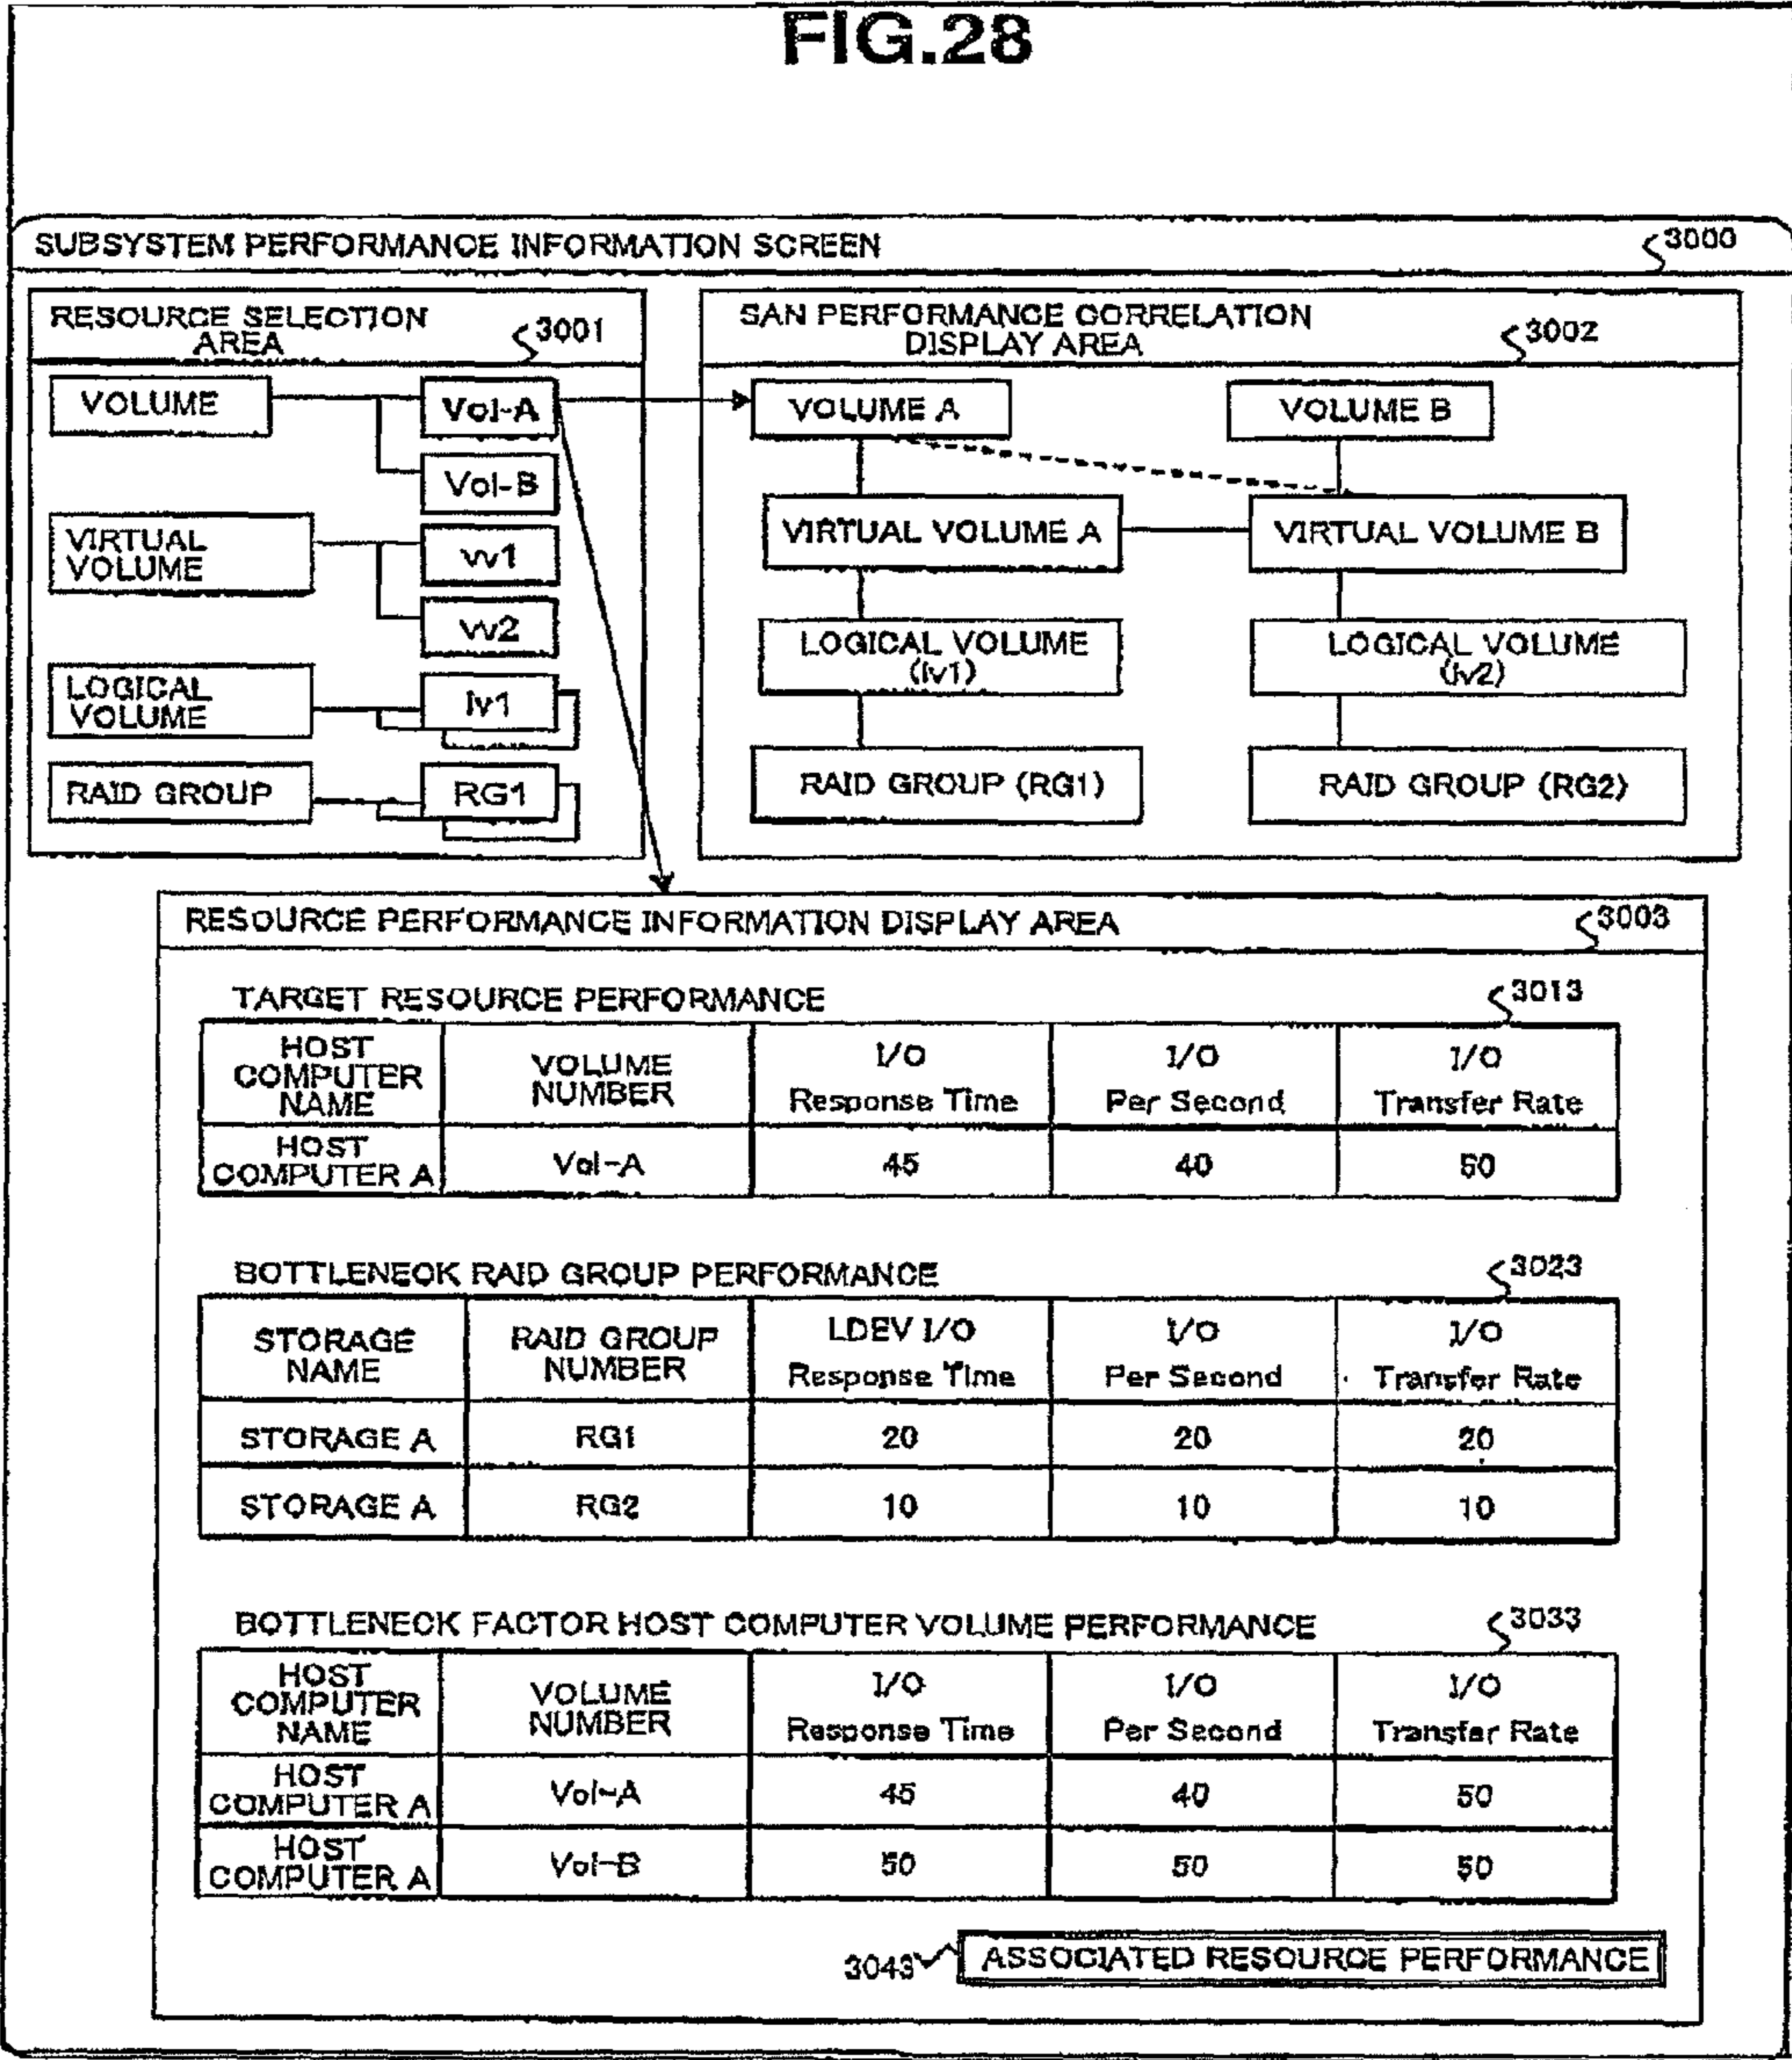 FIG.28
SUBSYSTEM PERFORMANCE INFORMATION SCREEN
3000
RESOURCE SELECTION
AREA
3001
VOLUME
Vol-A
Vol-B
VIRTUAL
VOLUME
vv1
vv2
LOGICAL
VOLUME
lv1
RAID GROUP
RG1
SAN PERFORMANCE CORRELATION
DISPLAY AREA
3002
VOLUME A
VOLUME B
VIRTUAL VOLUME A
VIRTUAL VOLUME B
LOGICAL VOLUME
(lv1)
LOGICAL VOLUME
(lv2)
RAID GROUP (RG1)
RAID GROUP (RG2)
RESOURCE PERFORMANCE INFORMATION DISPLAY AREA
3003
TARGET RESOURCE PERFORMANCE
3013
HOST
COMPUTER
NAME
VOLUME
NUMBER
I/O
Response Time
I/O
Per Second
I/O
Transfer Rate
HOST
COMPUTER A
Vol-A
45
40
50
BOTTLENECK RAID GROUP PERFORMANCE
3023
STORAGE
NAME
RAID GROUP
NUMBER
LDEV I/O
Response Time
I/O
Per Second
I/O
Transfer Rate
STORAGE A
RG1
20
20
20
STORAGE A
RG2
10
10
10
BOTTLENECK FACTOR HOST COMPUTER VOLUME PERFORMANCE
3033
HOST
COMPUTER
NAME
VOLUME
NUMBER
I/O
Response Time
I/O
Per Second
I/O
Transfer Rate
HOST
COMPUTER A
Vol-A
45
40
50
HOST
COMPUTER A
Vol-B
50
50
50
3043
ASSOCIATED RESOURCE PERFORMANCE